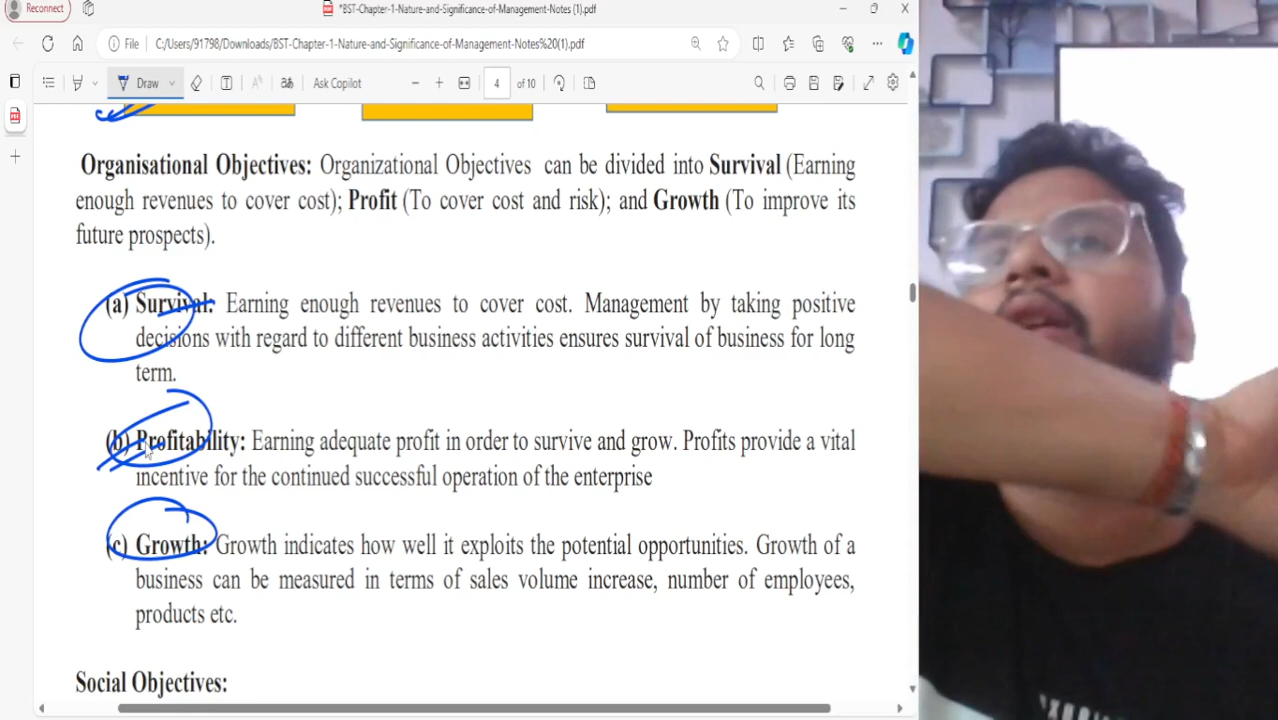 Reconnect
*BST-Chapter-1-Nature-and-Significance-of-Management-Notes (1).pdf
File C:/Users/91798/Downloads/BST-Chapter-1-Nature-and-Significance-of-Management-Notes%20(1).pdf
Draw
Ask Copilot
4 of 10
Organisational Objectives: Organizational Objectives can be divided into Survival (Earning
enough revenues to cover cost); Profit (To cover cost and risk); and Growth (To improve its
future prospects).
(a) Survival: Earning enough revenues to cover cost. Management by taking positive
decisions with regard to different business activities ensures survival of business for long
term.
(b) Profitability: Earning adequate profit in order to survive and grow. Profits provide a vital
incentive for the continued successful operation of the enterprise
(c) Growth: Growth indicates how well it exploits the potential opportunities. Growth of a
business can be measured in terms of sales volume increase, number of employees,
products etc.
Social Objectives: